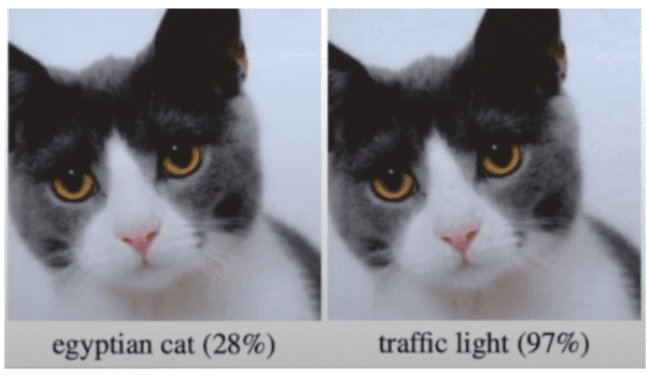 egyptian cat (28%)
traffic light (97%)